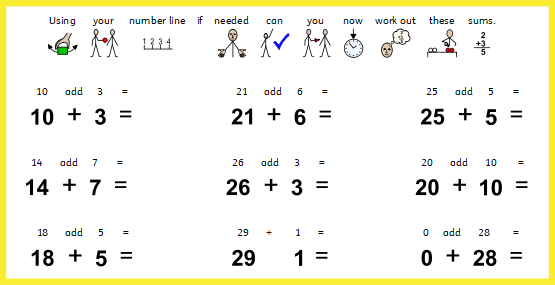 Using your number line if needed can you now work out these sums.
1 2 3 4
2
+3
5
10 add 3 = 21 add 6 = 25 add 5 =
10 + 3 = 21 + 6 = 25 + 5 =
14 add 7 = 26 add 3 = 20 add 10 =
14 + 7 = 26 + 3 = 20 + 10 =
18 add 5 = 29 + 1 = 0 add 28 =
18 + 5 = 29 1 = 0 + 28 =